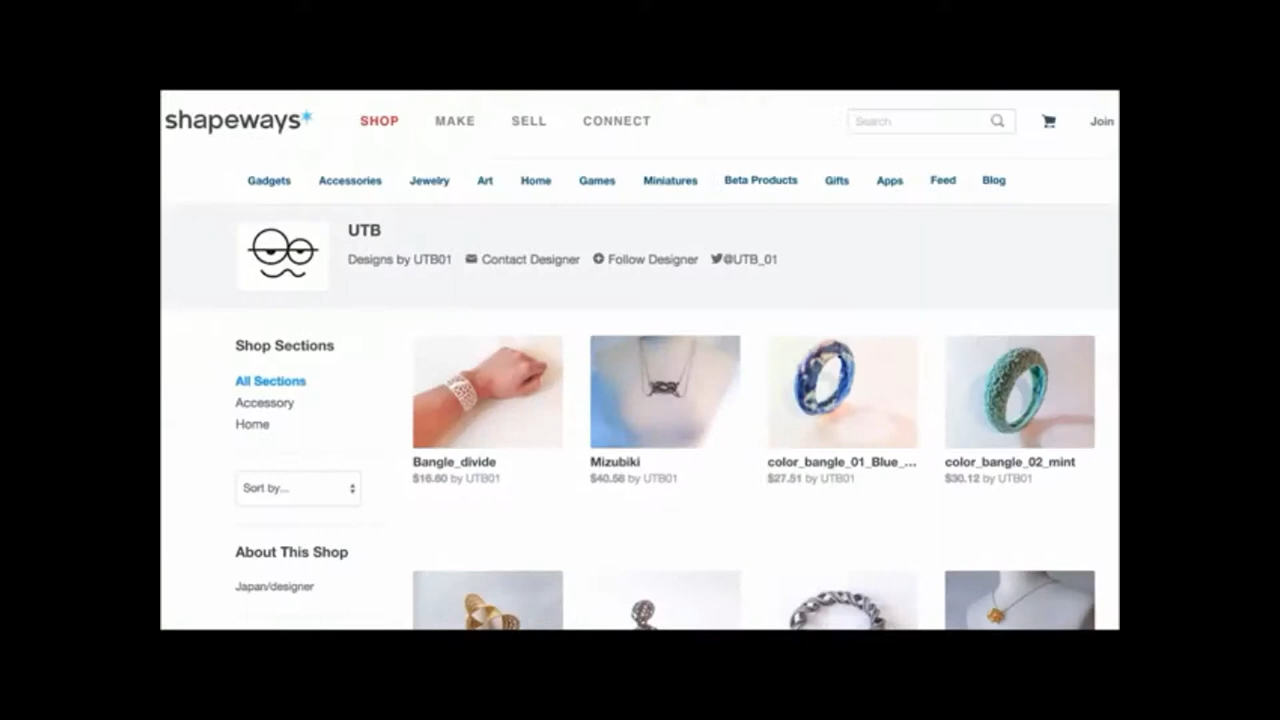 shapeways*
SHOP MAKE SELL CONNECT
Search
Join
Gadgets Accessories Jewelry Art Home Games Miniatures Beta Products Gifts Apps Feed Blog
UTB
Designs by UTB01 Contact Designer Follow Designer @UTB_01
Shop Sections
All Sections
Accessory
Home
Sort by...
About This Shop
Japan/designer
Bangle_divide
$16.60 by UTB01
Mizubiki
$40.56 by UTB01
color_bangle_01_Blue_...
$27.51 by UTB01
color_bangle_02_mint
$30.12 by UTB01